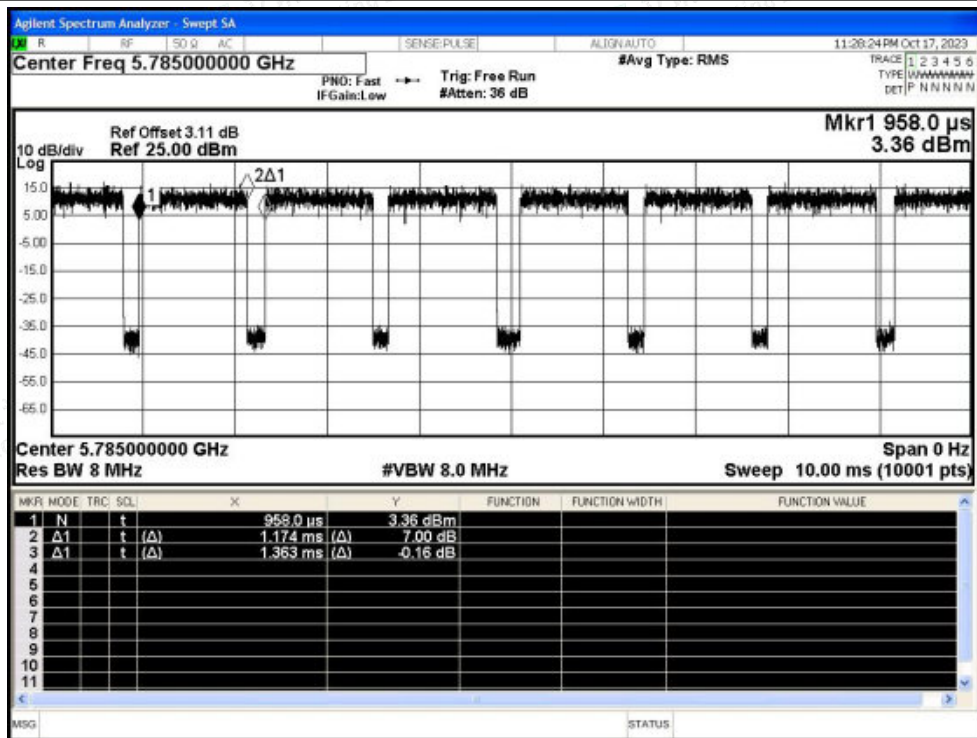 Agilent Spectrum Analyzer - Swept SA
LXI R RF 50 Ω AC SENSE:PULSE ALIGNAUTO 11:28:24 PM Oct 17, 2023
Center Freq 5.785000000 GHz
#Avg Type: RMS
TRACE 1 2 3 4 5 6
PNO: Fast Trig: Free Run
TYPE WWWWWW
IFGain:Low #Atten: 36 dB
DET P N N N N N
Mkr1 958.0 µs
3.36 dBm
Ref Offset 3.11 dB
10 dB/div Ref 25.00 dBm
Log
15.0
5.00
-5.00
-15.0
-25.0
-35.0
-45.0
-55.0
-65.0
1
2Δ1
Center 5.785000000 GHz Span 0 Hz
Res BW 8 MHz #VBW 8.0 MHz Sweep 10.00 ms (10001 pts)
MKR MODE TRC SCL X Y FUNCTION FUNCTION WIDTH FUNCTION VALUE
1 N t 958.0 µs 3.36 dBm
2 Δ1 t (Δ) 1.174 ms (Δ) 7.00 dB
3 Δ1 t (Δ) 1.363 ms (Δ) -0.16 dB
4
5
6
7
8
9
10
11
MSG STATUS